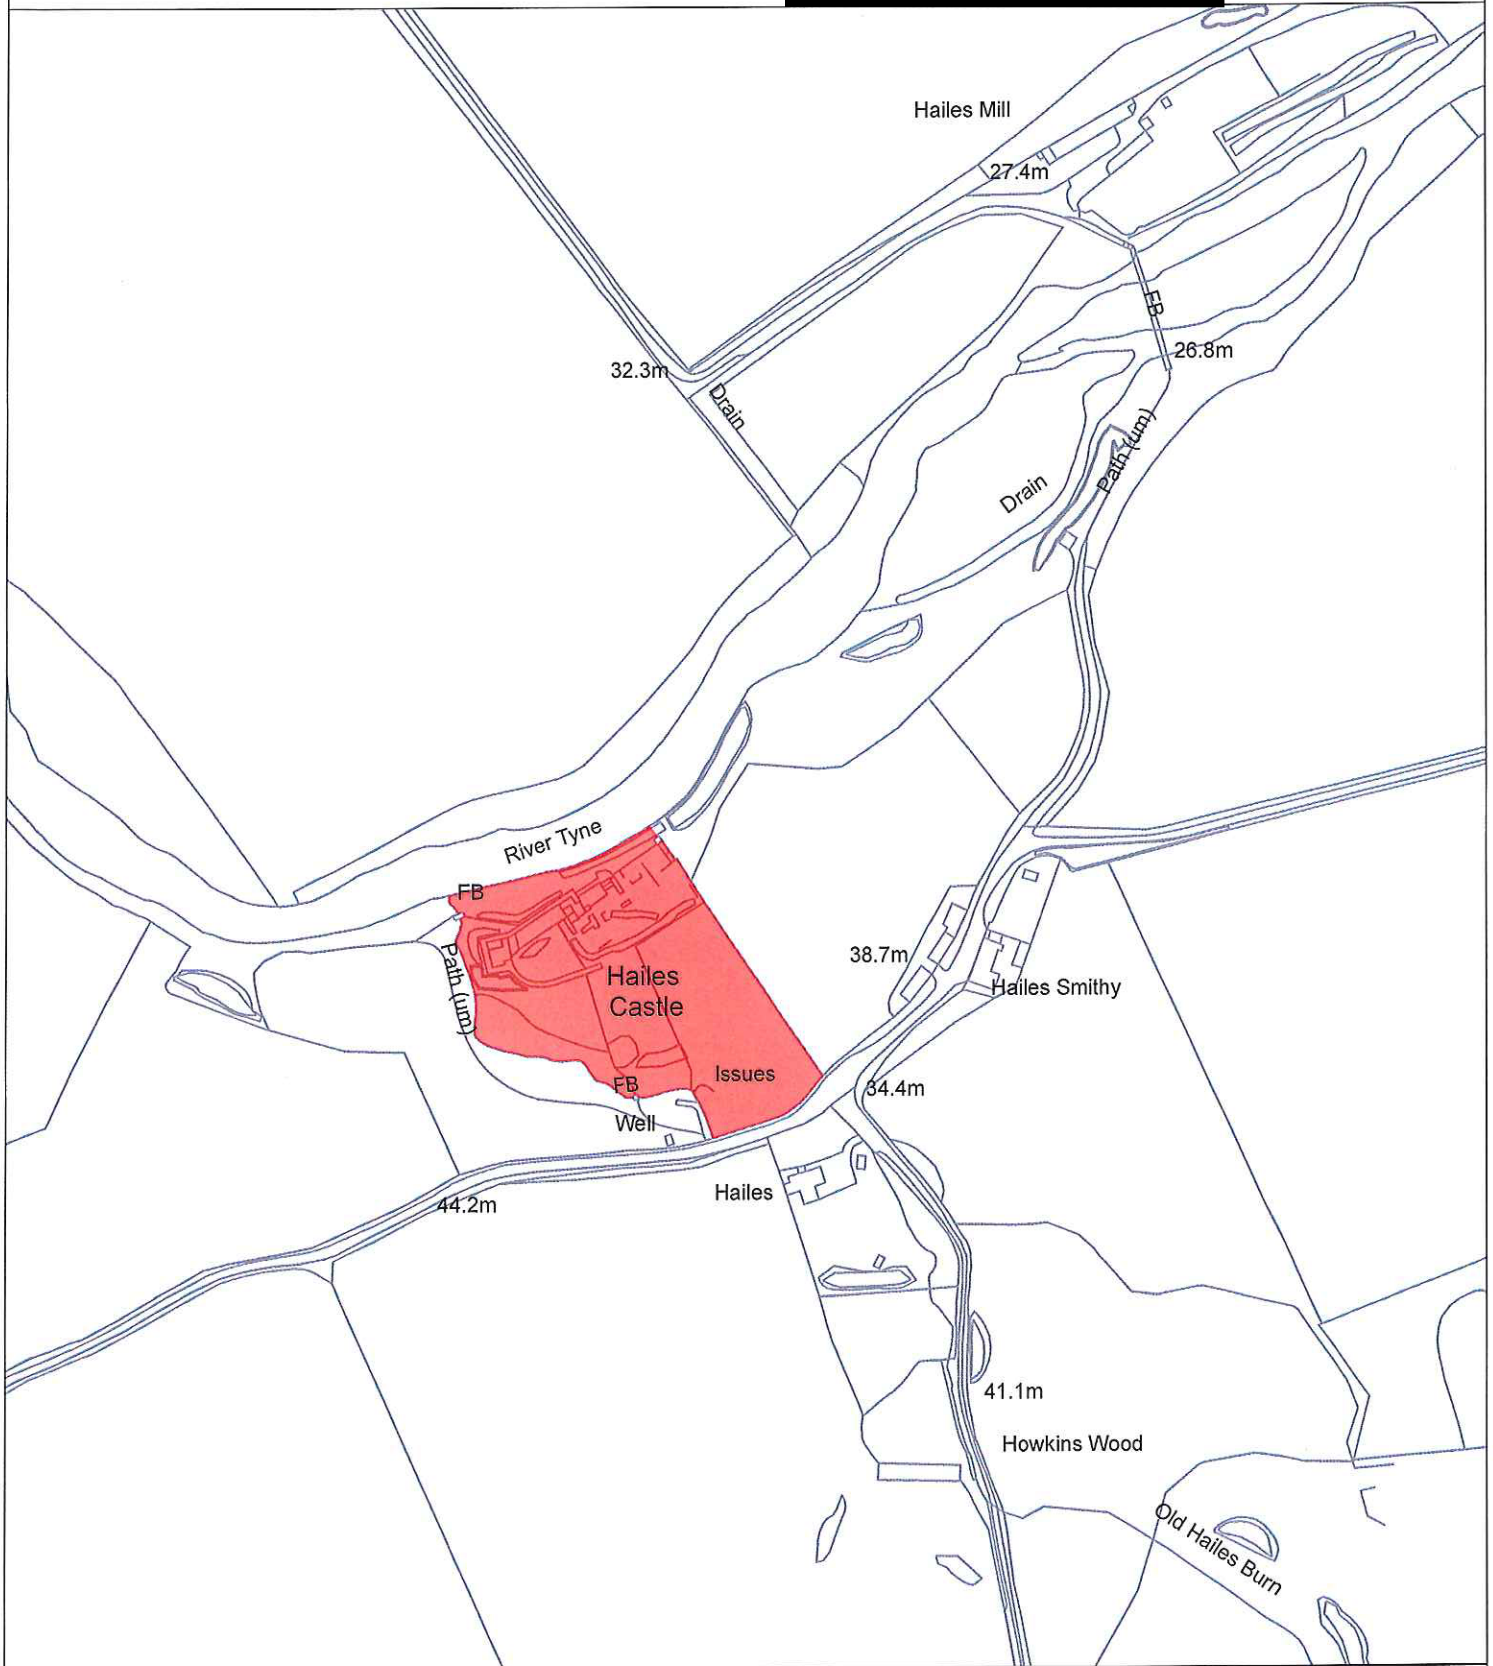 Hailes Mill
27.4m
FB
26.8m
32.3m
Drain
Path (um)
Drain
River Tyne
FB
Path (um)
38.7m
Hailes
Castle
Hailes Smithy
Issues
FB
34.4m
Well
Hailes
44.2m
41.1m
Howkins Wood
Old Hailes Burn